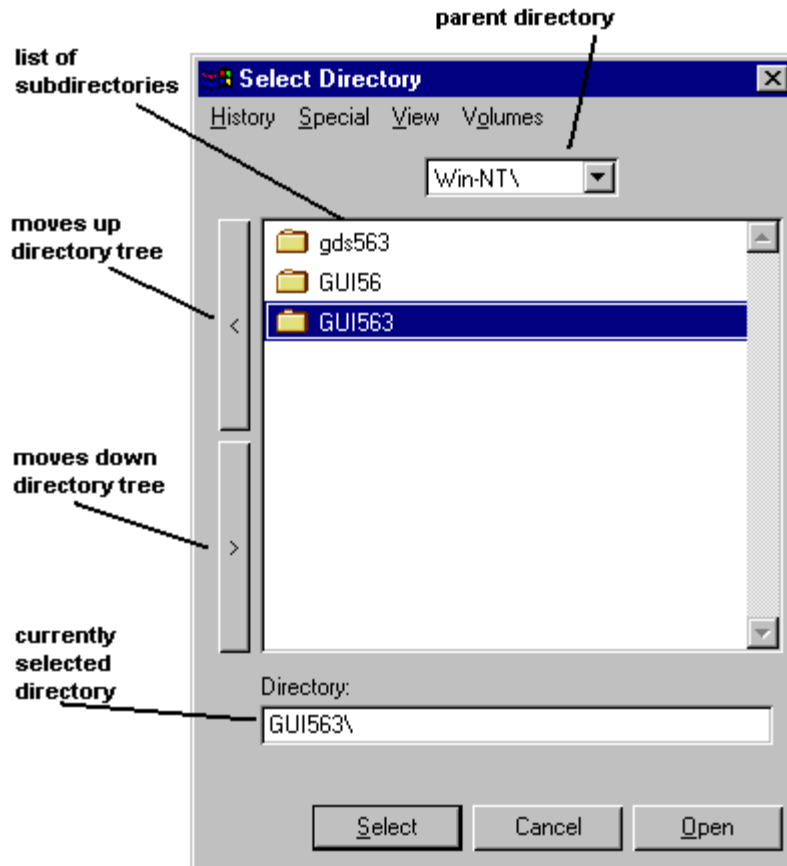 parent directory
list of
subdirectories
Select Directory
History Special View Volumes
Win-NT\
moves up
directory tree
gds563
GUI56
GUI563
<
moves down
directory tree
>
currently
selected
directory
Directory:
GUI563\
Select Cancel Open